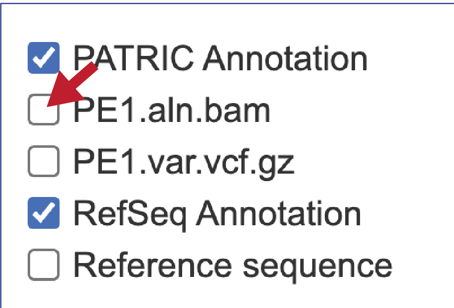 PATRIC Annotation
PE1.aln.bam
PE1.var.vcf.gz
RefSeq Annotation
Reference sequence